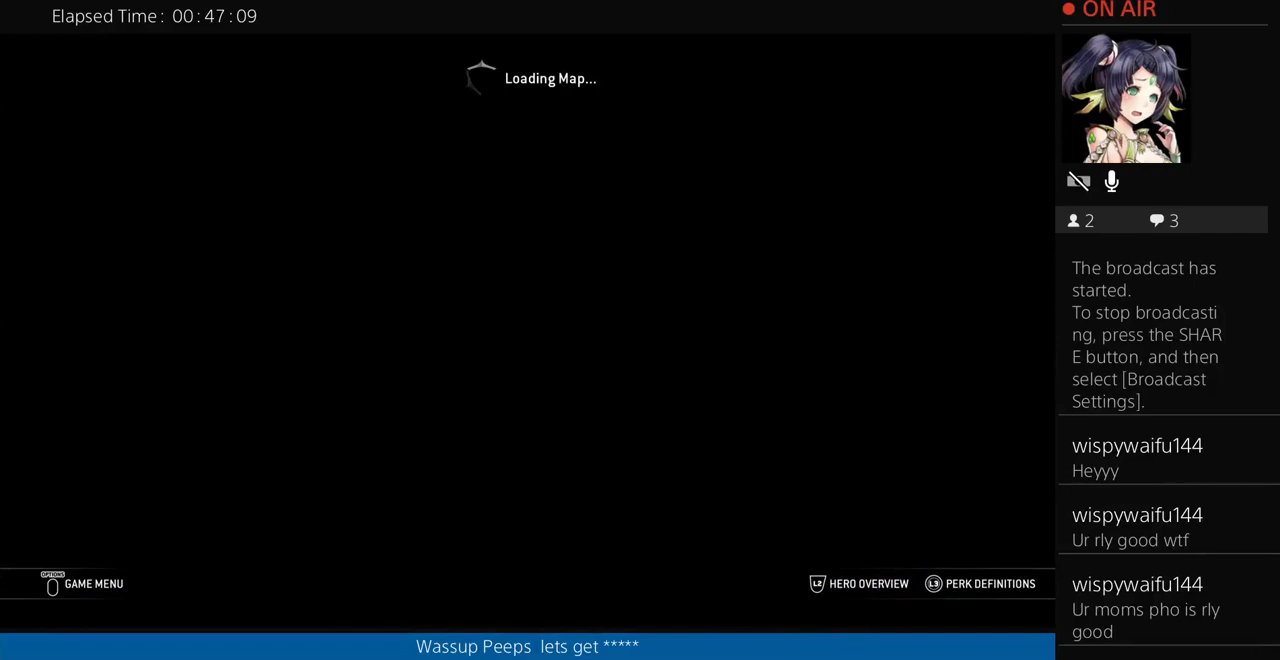 Elapsed Time: 00:47:09
ON AIR
Loading Map...
2 3
The broadcast has
started.
To stop broadcasti
ng, press the SHAR
E button, and then
select [Broadcast
Settings].
wispywaifu144
Heyyy
wispywaifu144
Ur rly good wtf
wispywaifu144
Ur moms pho is rly
good
OPTIONS GAME MENU
L2 HERO OVERVIEW L3 PERK DEFINITIONS
Wassup Peeps lets get *****